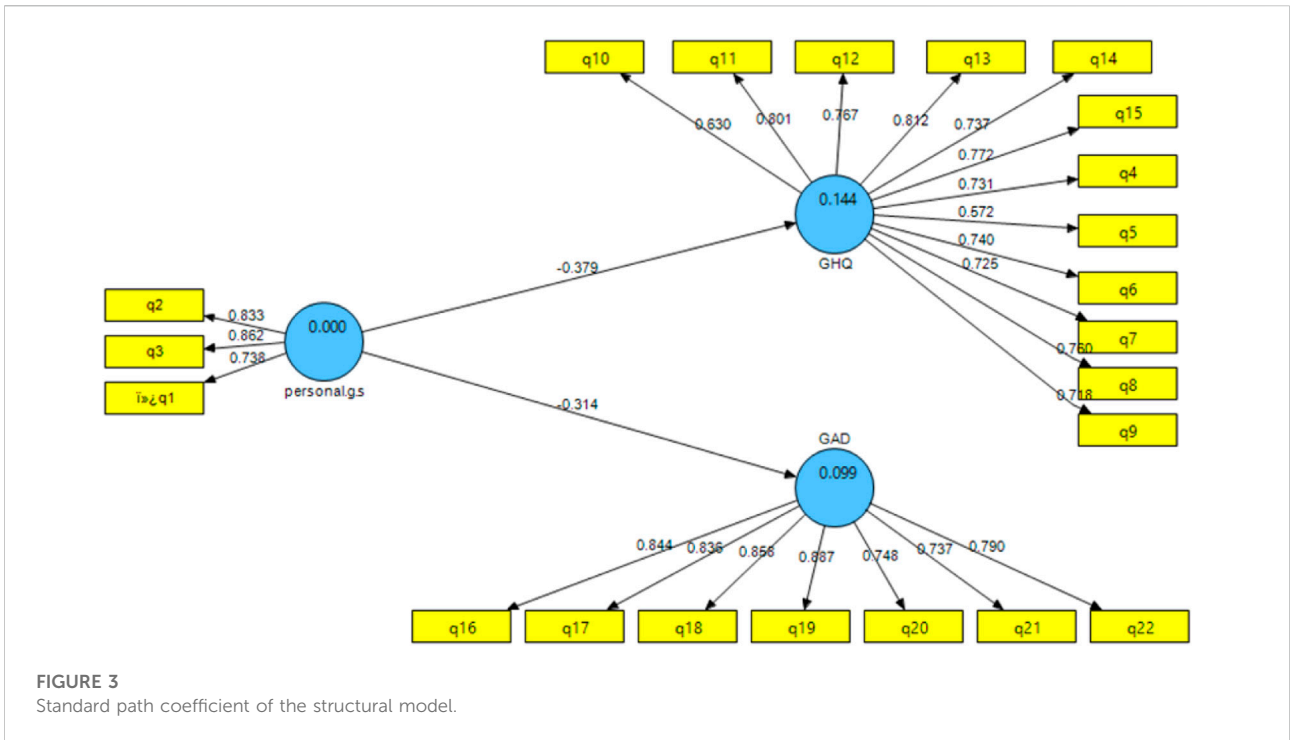 q10
q11
q12
q13
q14
0.630
0.801
0.767
0.812
0.737
q15
0.772
q4
0.731
0.572
q5
0.740
q6
0.725
q7
0.760
q8
0.718
q9
0.144
GHQ
-0.379
q2
0.833
q3
0.862
ï»¿q1
0.738
0.000
personal.g.s
-0.314
GAD
0.099
0.844
0.836
0.858
0.887
0.748
0.737
0.790
q16
q17
q18
q19
q20
q21
q22
FIGURE 3
Standard path coefficient of the structural model.